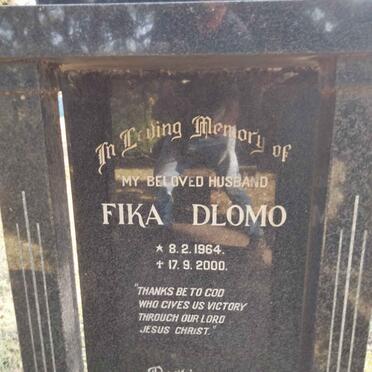 In Loving Memory of
MY BELOVED HUSBAND
FIKA DLOMO
★ 8.2.1964.
✝ 17.9.2000.
"THANKS BE TO GOD
WHO GIVES US VICTORY
THROUGH OUR LORD
JESUS CHRIST."